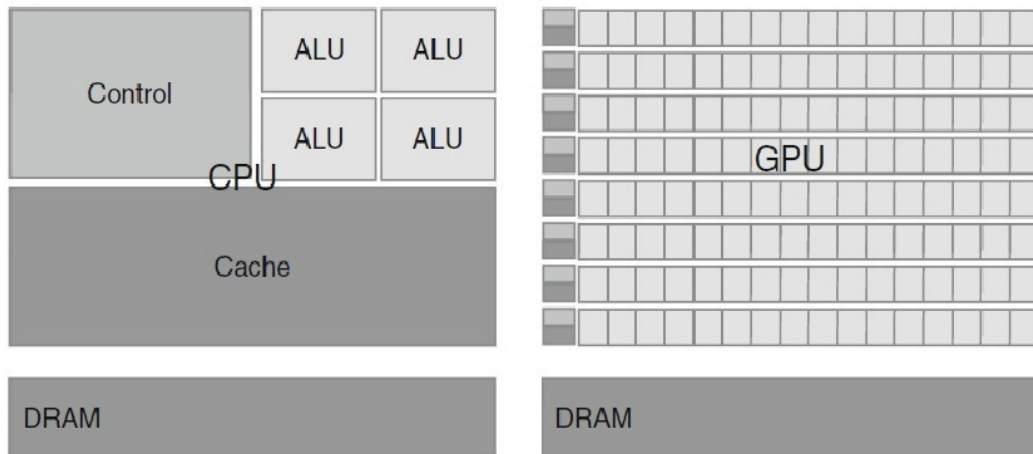 ALU ALU
Control
ALU ALU
CPU
Cache
DRAM
GPU
DRAM